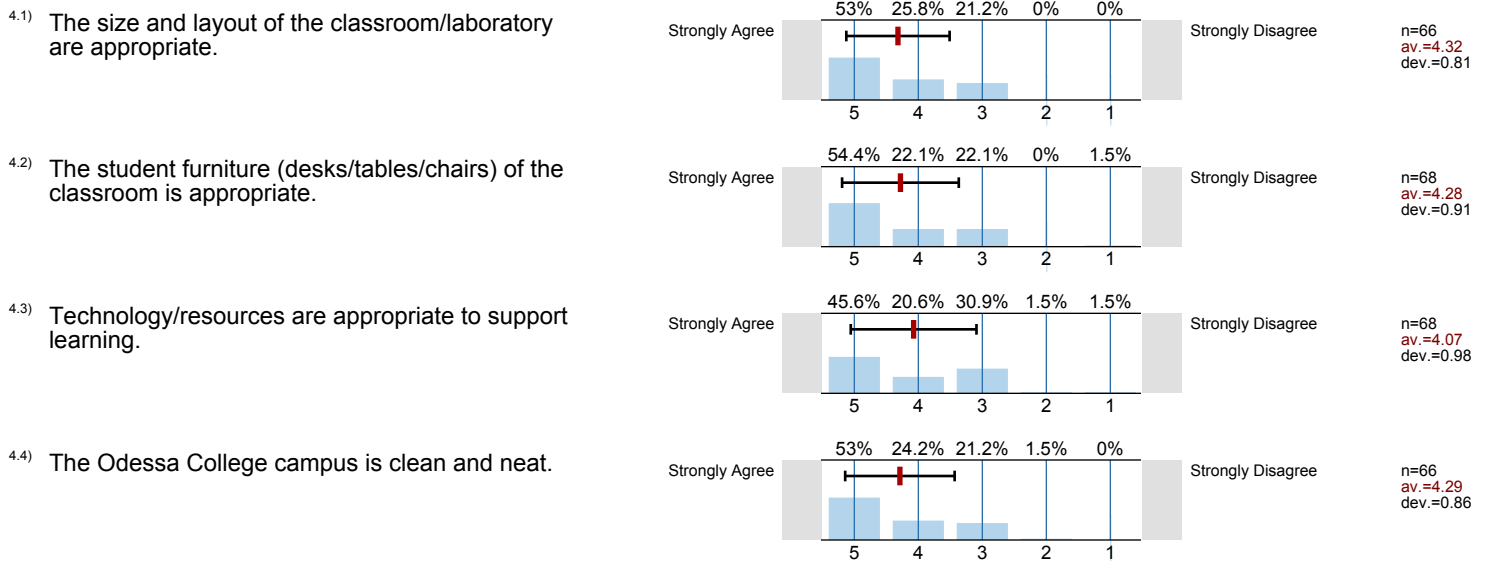 4.1) The size and layout of the classroom/laboratory
are appropriate.
53% 25.8% 21.2% 0% 0%
Strongly Agree
Strongly Disagree
5 4 3 2 1
n=66
av.=4.32
dev.=0.81
4.2) The student furniture (desks/tables/chairs) of the
classroom is appropriate.
54.4% 22.1% 22.1% 0% 1.5%
Strongly Agree
Strongly Disagree
5 4 3 2 1
n=68
av.=4.28
dev.=0.91
4.3) Technology/resources are appropriate to support
learning.
45.6% 20.6% 30.9% 1.5% 1.5%
Strongly Agree
Strongly Disagree
5 4 3 2 1
n=68
av.=4.07
dev.=0.98
4.4) The Odessa College campus is clean and neat.
53% 24.2% 21.2% 1.5% 0%
Strongly Agree
Strongly Disagree
5 4 3 2 1
n=66
av.=4.29
dev.=0.86